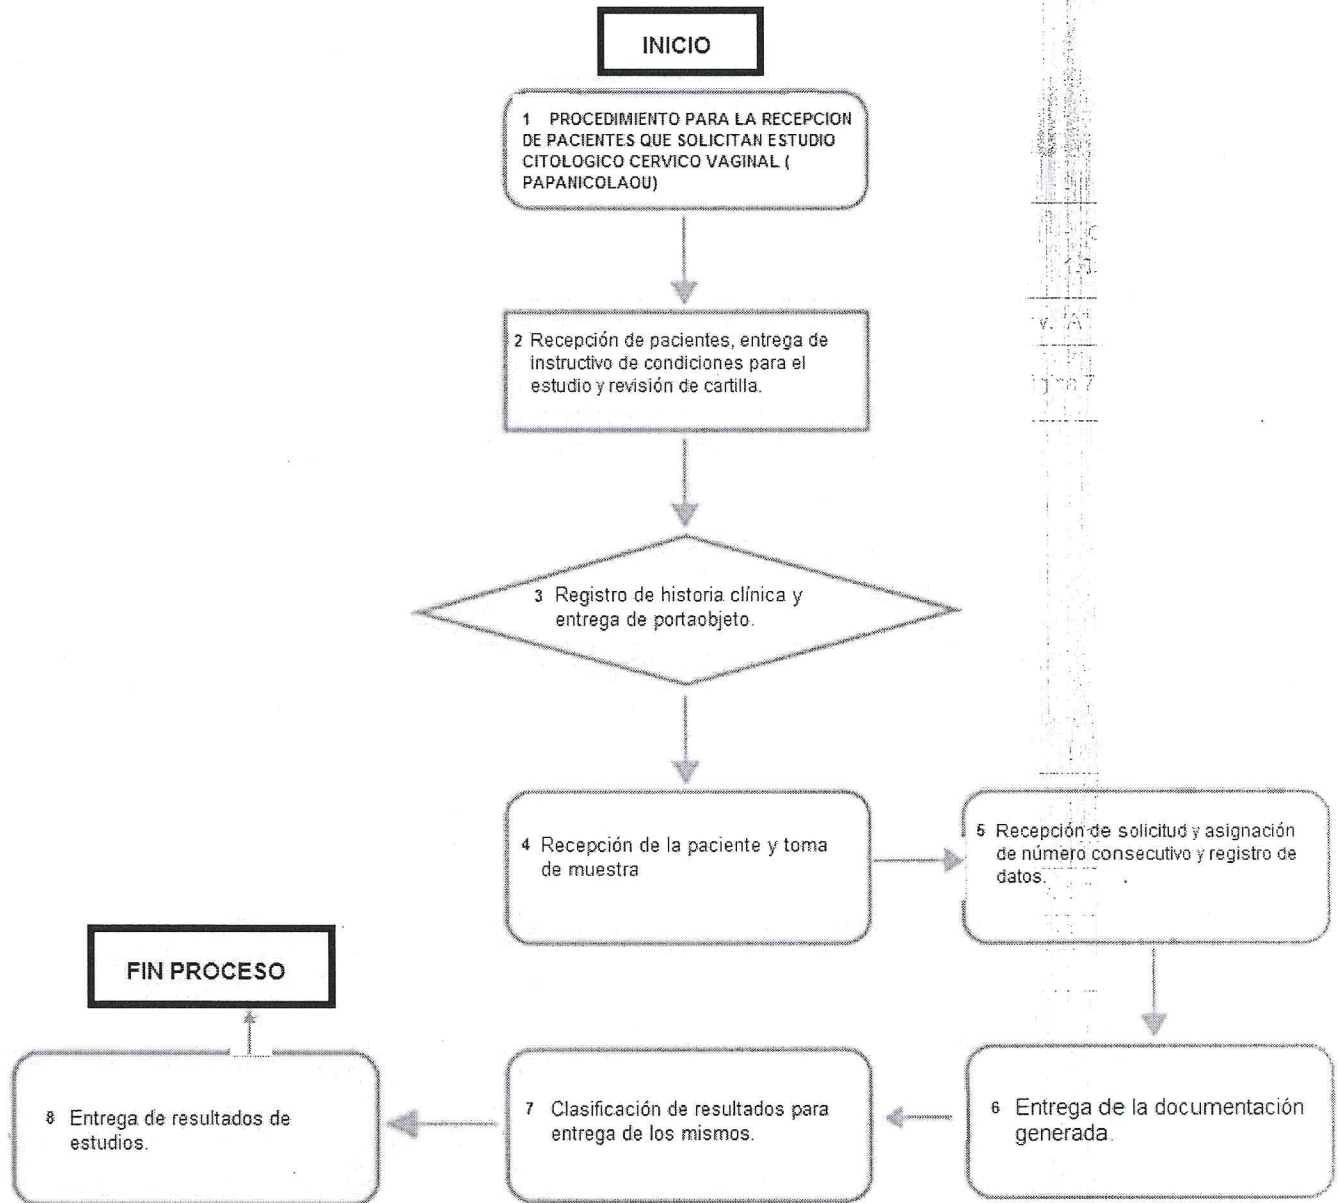 INICIO
1 PROCEDIMIENTO PARA LA RECEPCION
DE PACIENTES QUE SOLICITAN ESTUDIO
CITOLOGICO CERVICO VAGINAL (
PAPANICOLAOU)
2 Recepción de pacientes, entrega de
instructivo de condiciones para el
estudio y revisión de cartilla.
3 Registro de historia clínica y
entrega de portaobjeto.
4 Recepción de la paciente y toma
de muestra
5 Recepción de solicitud y asignación
de número consecutivo y registro de
datos.
6 Entrega de la documentación
generada.
7 Clasificación de resultados para
entrega de los mismos.
8 Entrega de resultados de
estudios.
FIN PROCESO